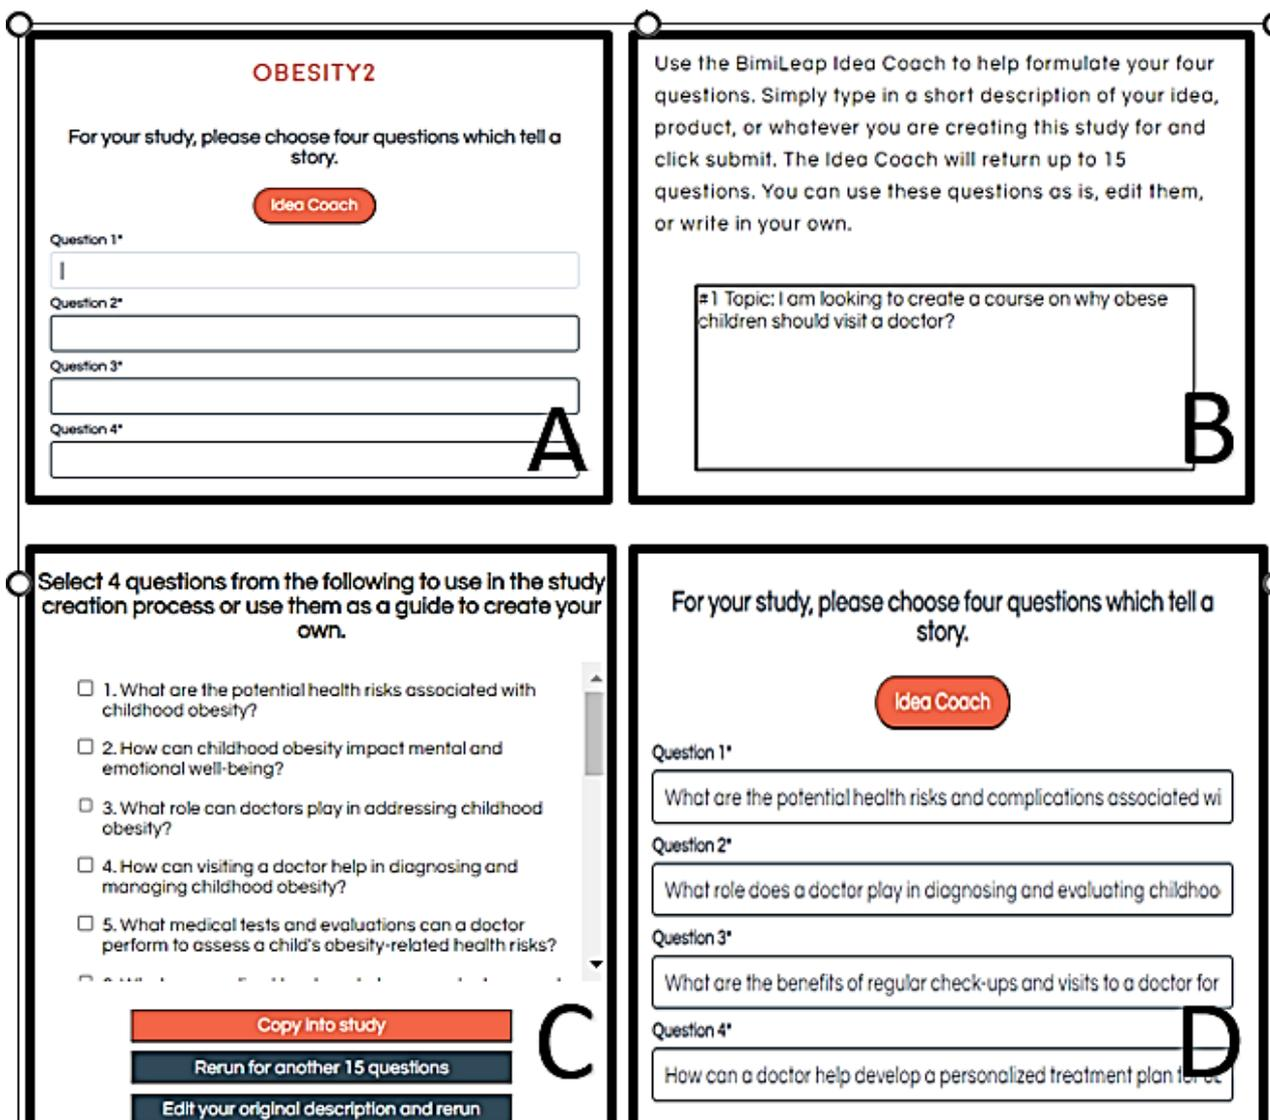 OBESITY2
For your study, please choose four questions which tell a
story.
Idea Coach
Question 1*
Question 2*
Question 3*
Question 4*
A
Use the BimiLeap Idea Coach to help formulate your four
questions. Simply type in a short description of your idea,
product, or whatever you are creating this study for and
click submit. The Idea Coach will return up to 15
questions. You can use these questions as is, edit them,
or write in your own.
#1 Topic: I am looking to create a course on why obese
children should visit a doctor?
B
Select 4 questions from the following to use in the study
creation process or use them as a guide to create your
own.
1. What are the potential health risks associated with
childhood obesity?
2. How can childhood obesity impact mental and
emotional well-being?
3. What role can doctors play in addressing childhood
obesity?
4. How can visiting a doctor help in diagnosing and
managing childhood obesity?
5. What medical tests and evaluations can a doctor
perform to assess a child's obesity-related health risks?
Copy into study
Rerun for another 15 questions
Edit your original description and rerun
C
For your study, please choose four questions which tell a
story.
Idea Coach
Question 1*
What are the potential health risks and complications associated wi
Question 2*
What role does a doctor play in diagnosing and evaluating childhoo
Question 3*
What are the benefits of regular check-ups and visits to a doctor for
Question 4*
How can a doctor help develop a personalized treatment plan
D